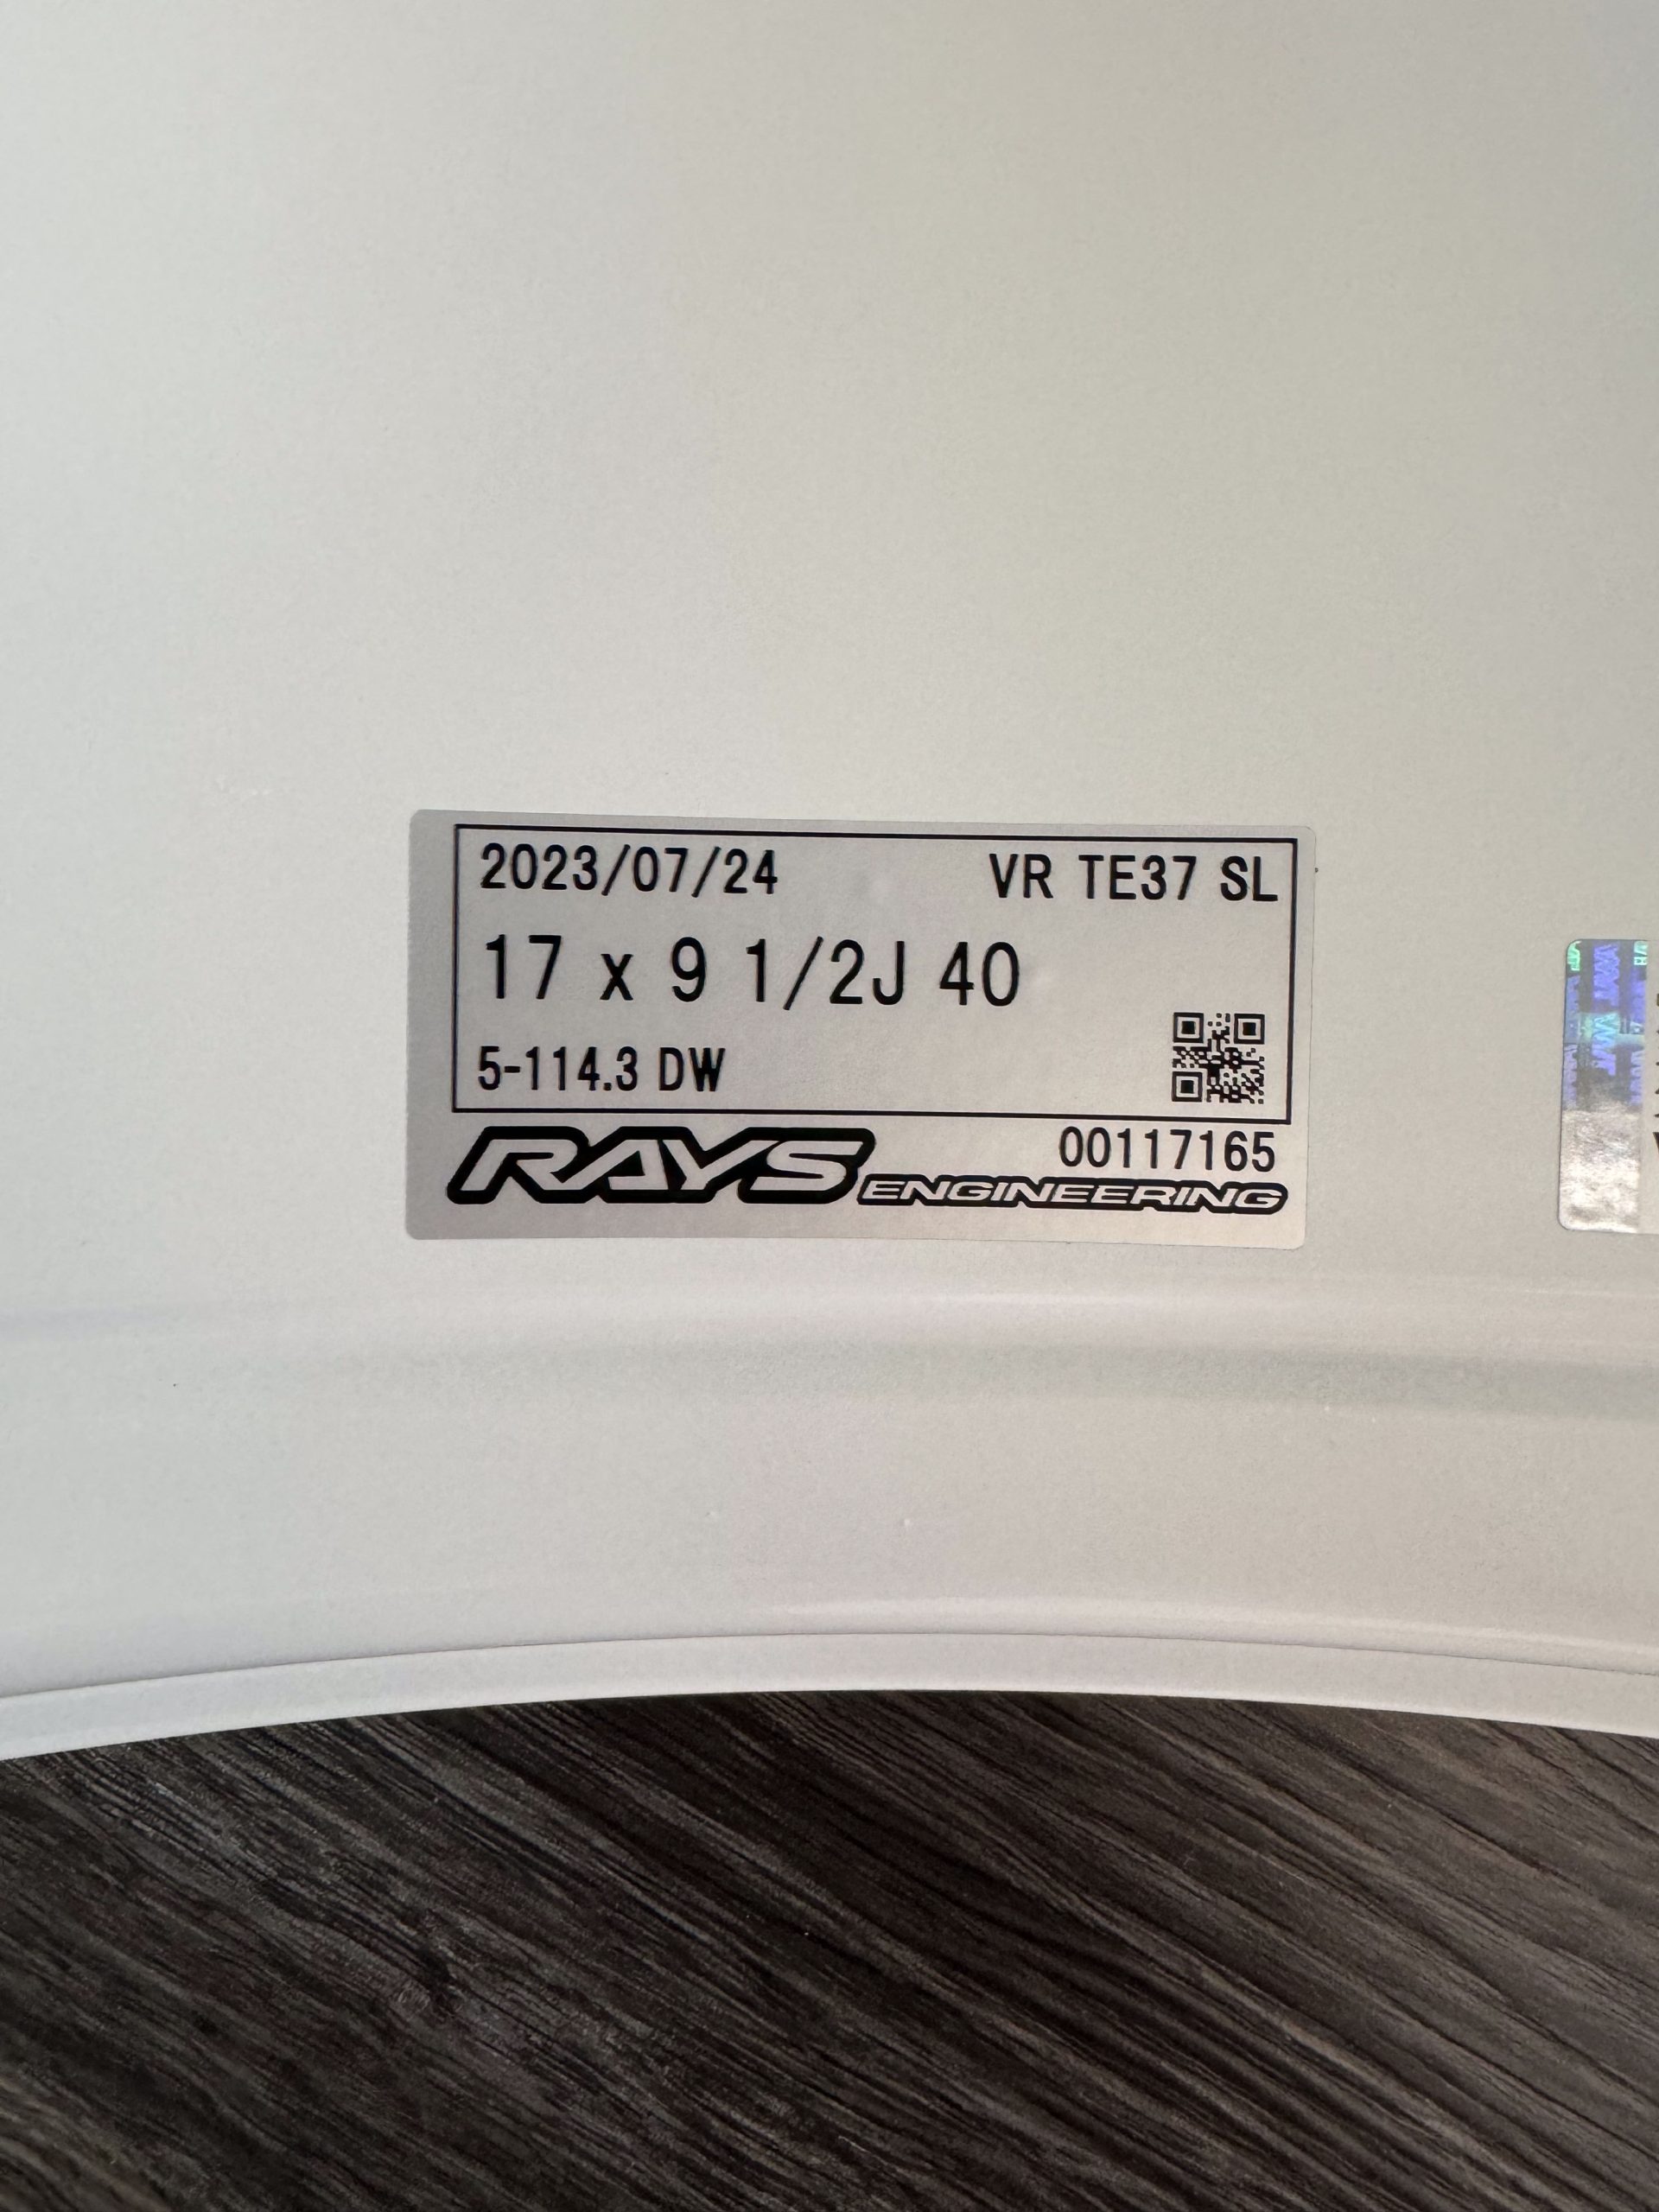 2023/07/24 VR TE37 SL
17 x 9 1/2J 40
5-114.3 DW
00117165
RAYS ENGINEERING